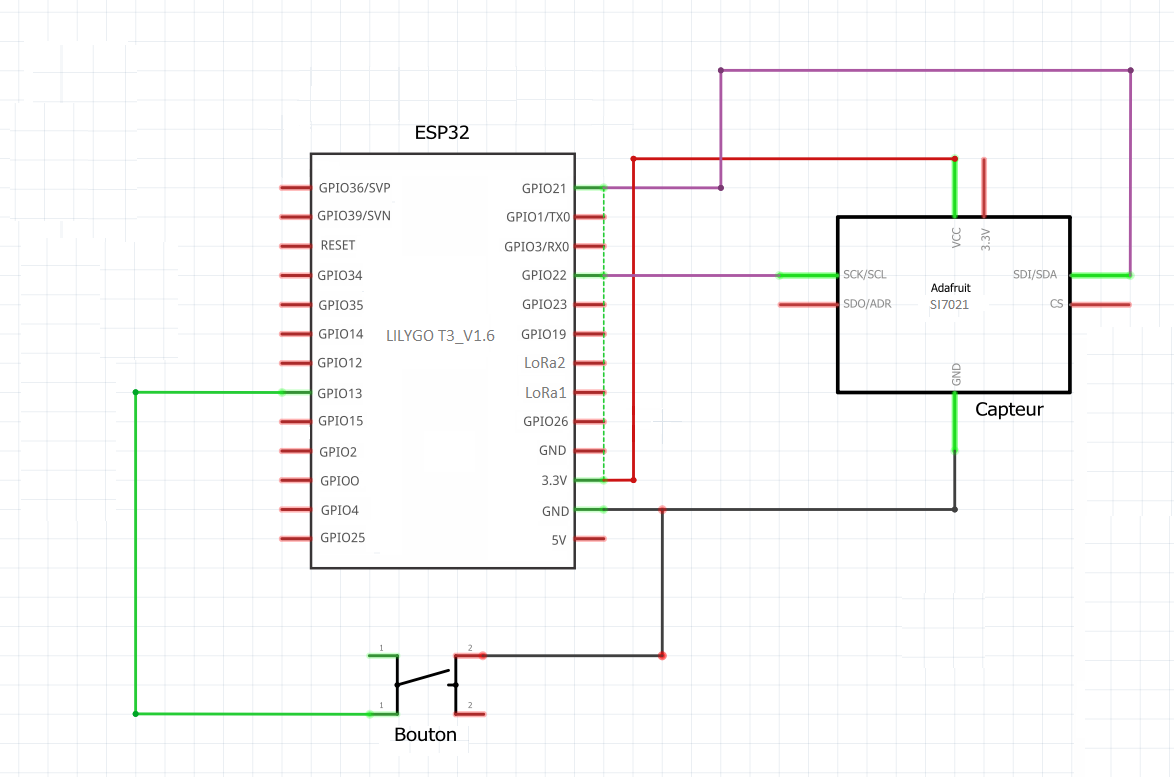 ESP32
GPIO36/SVP
GPIO39/SVN
RESET
GPIO34
GPIO35
GPIO14
GPIO12
GPIO13
GPIO15
GPIO2
GPIOO
GPIO4
GPIO25
LILYGO T3_V1.6
GPIO21
GPIO1/TX0
GPIO3/RX0
GPIO22
GPIO23
GPIO19
LoRa2
LoRa1
GPIO26
GND
3.3V
GND
5V
VCC
3.3V
SCK/SCL
SDI/SDA
Adafruit
SI7021
SDO/ADR
CS
GND
Capteur
1
2
1
2
Bouton